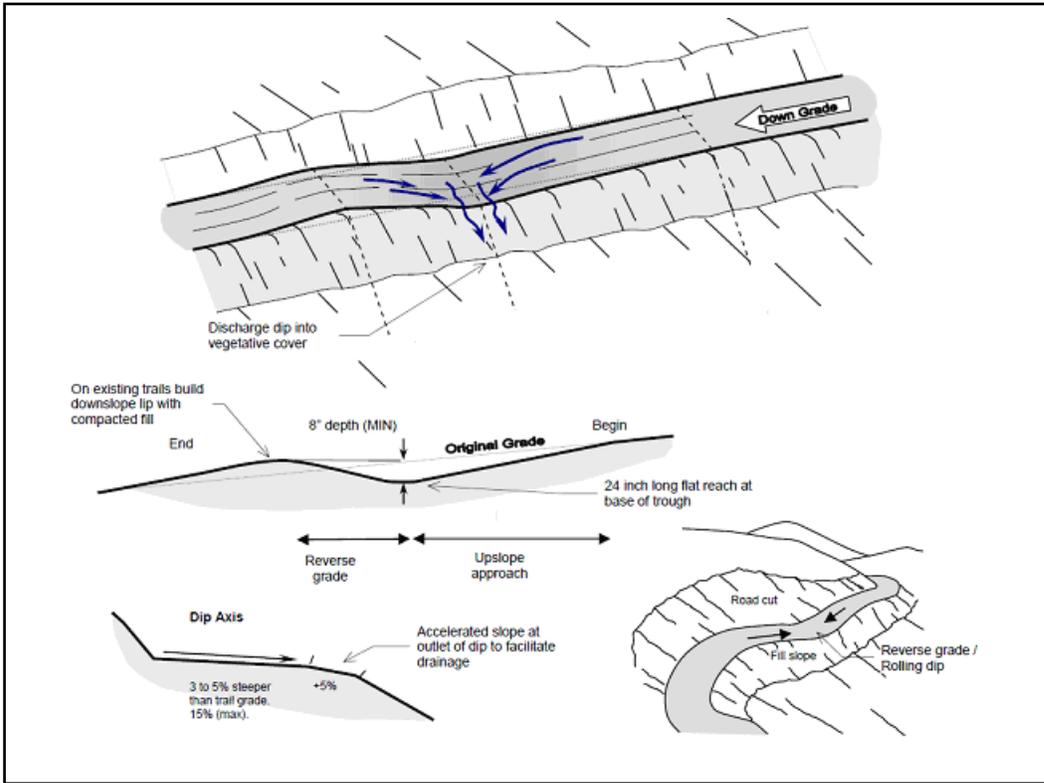 Down Grade
Discharge dip into
vegetative cover
On existing trails build
downslope lip with
compacted fill
End
8" depth (MIN)
Original Grade
Begin
24 inch long flat reach at
base of trough
Reverse
grade
Upslope
approach
Dip Axis
Accelerated slope at
outlet of dip to facilitate
drainage
3 to 5% steeper
than trail grade.
15% (max).
+5%
Road cut
Fill slope
Reverse grade /
Rolling dip